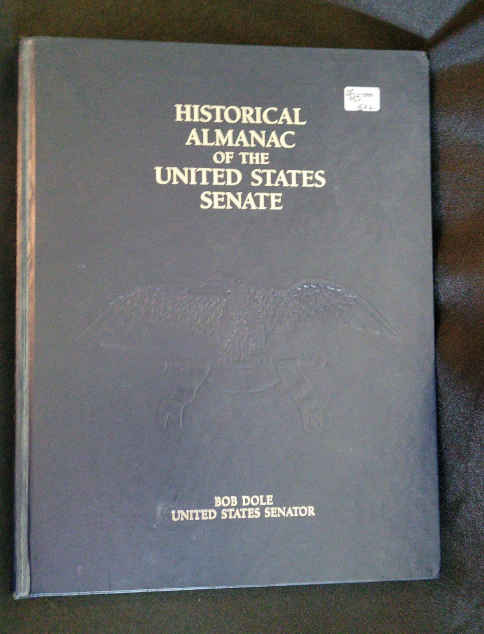 HISTORICAL
ALMANAC
OF THE
UNITED STATES
SENATE
BOB DOLE
UNITED STATES SENATOR